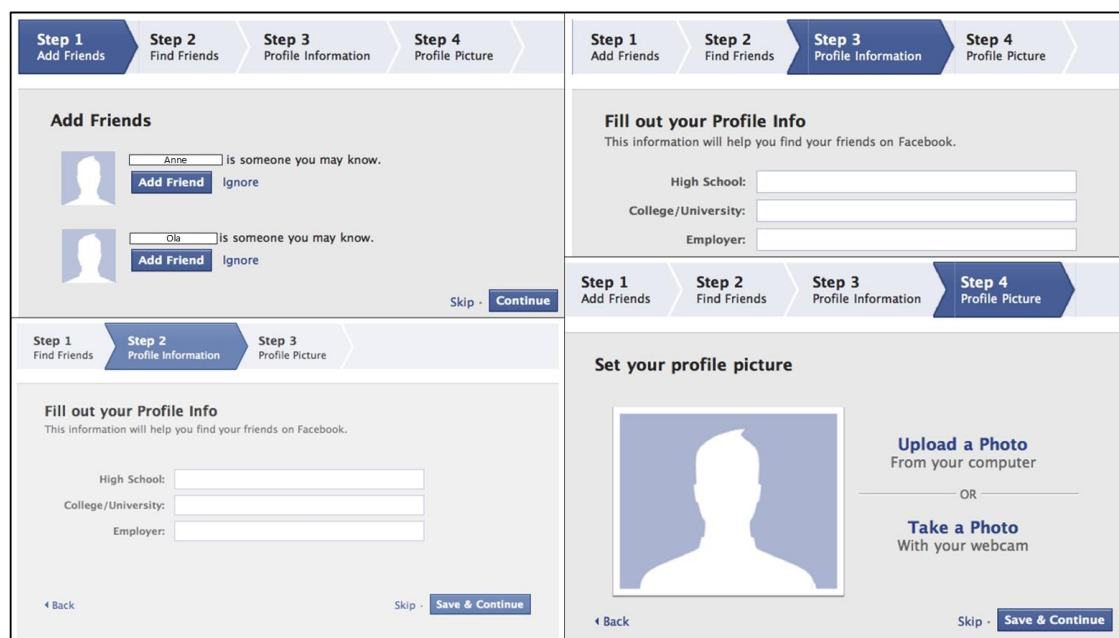 Step 1 Step 2 Step 3 Step 4
Add Friends Find Friends Profile Information Profile Picture
Add Friends
Anne is someone you may know.
Add Friend Ignore
Ola is someone you may know.
Add Friend Ignore
Skip · Continue
Step 1 Step 2 Step 3
Find Friends Profile Information Profile Picture
Fill out your Profile Info
This information will help you find your friends on Facebook.
High School:
College/University:
Employer:
Back Skip · Save & Continue
Step 1 Step 2 Step 3 Step 4
Add Friends Find Friends Profile Information Profile Picture
Fill out your Profile Info
This information will help you find your friends on Facebook.
High School:
College/University:
Employer:
Step 1 Step 2 Step 3 Step 4
Add Friends Find Friends Profile Information Profile Picture
Set your profile picture
Upload a Photo
From your computer
OR
Take a Photo
With your webcam
Back Skip · Save & Continue